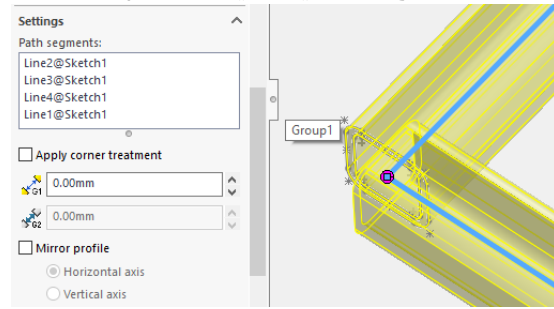 Settings
Path segments:
Line2@Sketch1
Line3@Sketch1
Line4@Sketch1
Line1@Sketch1
Apply corner treatment
G1 0.00mm
G2 0.00mm
Mirror profile
Horizontal axis
Vertical axis
Group1